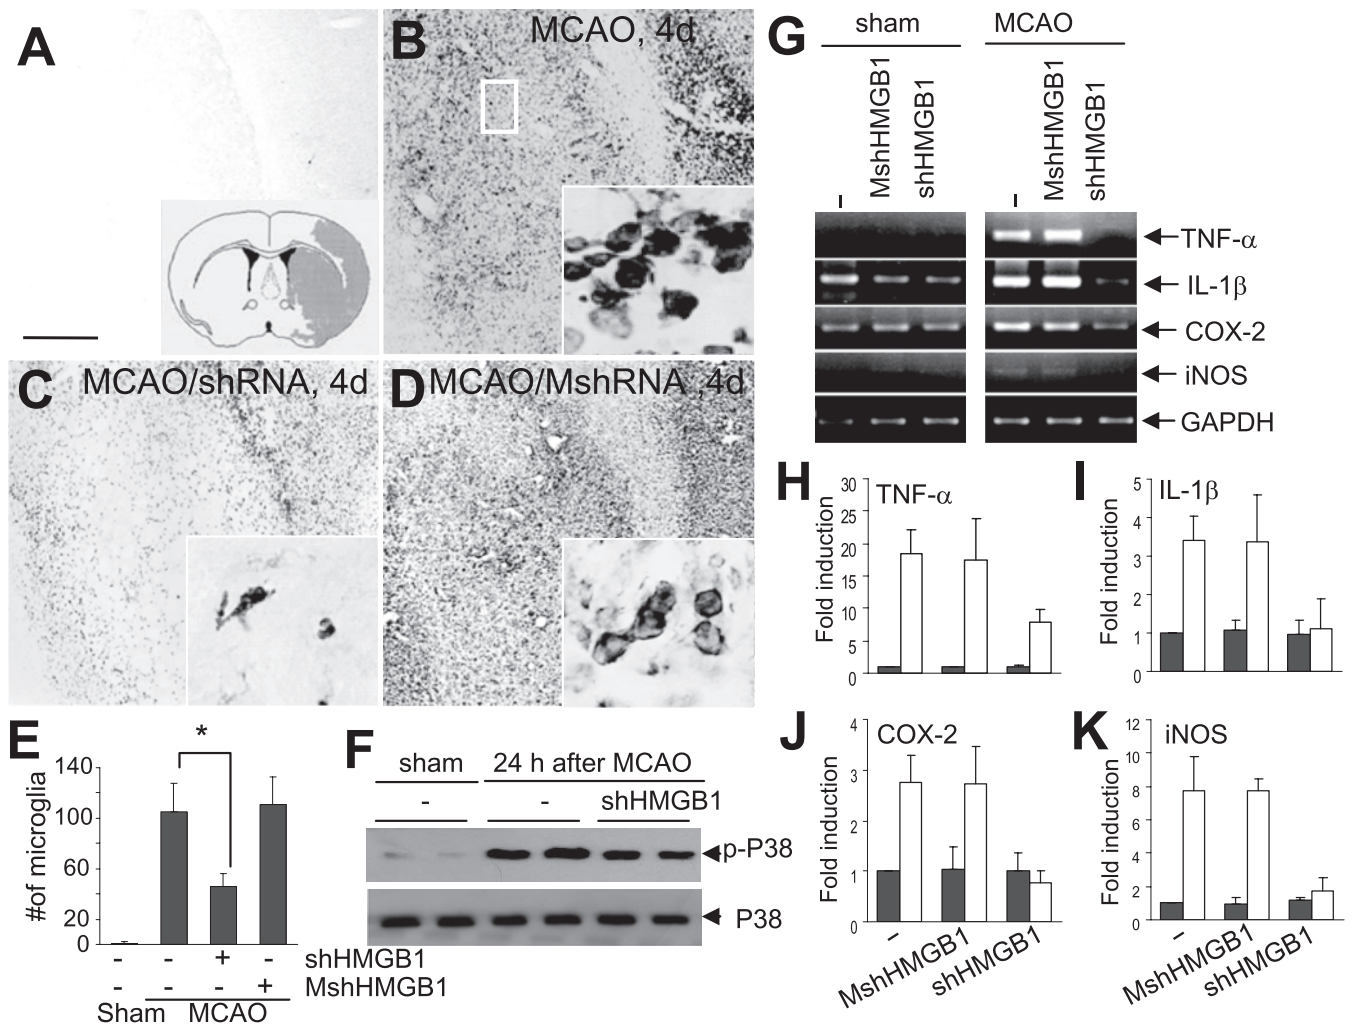 A
B
MCAO, 4d
C
MCAO/shRNA, 4d
D
MCAO/MshRNA ,4d
E
*
#of microglia
140
100
60
20
0
- - + - shHMGB1
- - - + MshHMGB1
Sham MCAO
F
sham
24 h after MCAO
- - shHMGB1
p-P38
P38
G
sham
MCAO
- MshHMGB1 shHMGB1
- MshHMGB1 shHMGB1
TNF-α
IL-1β
COX-2
iNOS
GAPDH
H
TNF-α
Fold induction
30
25
20
15
10
5
0
I
IL-1β
Fold induction
5
4
3
2
1
0
J
COX-2
Fold induction
4
3
2
1
0
- MshHMGB1 shHMGB1
K
iNOS
Fold induction
12
10
8
6
4
2
0
- MshHMGB1 shHMGB1